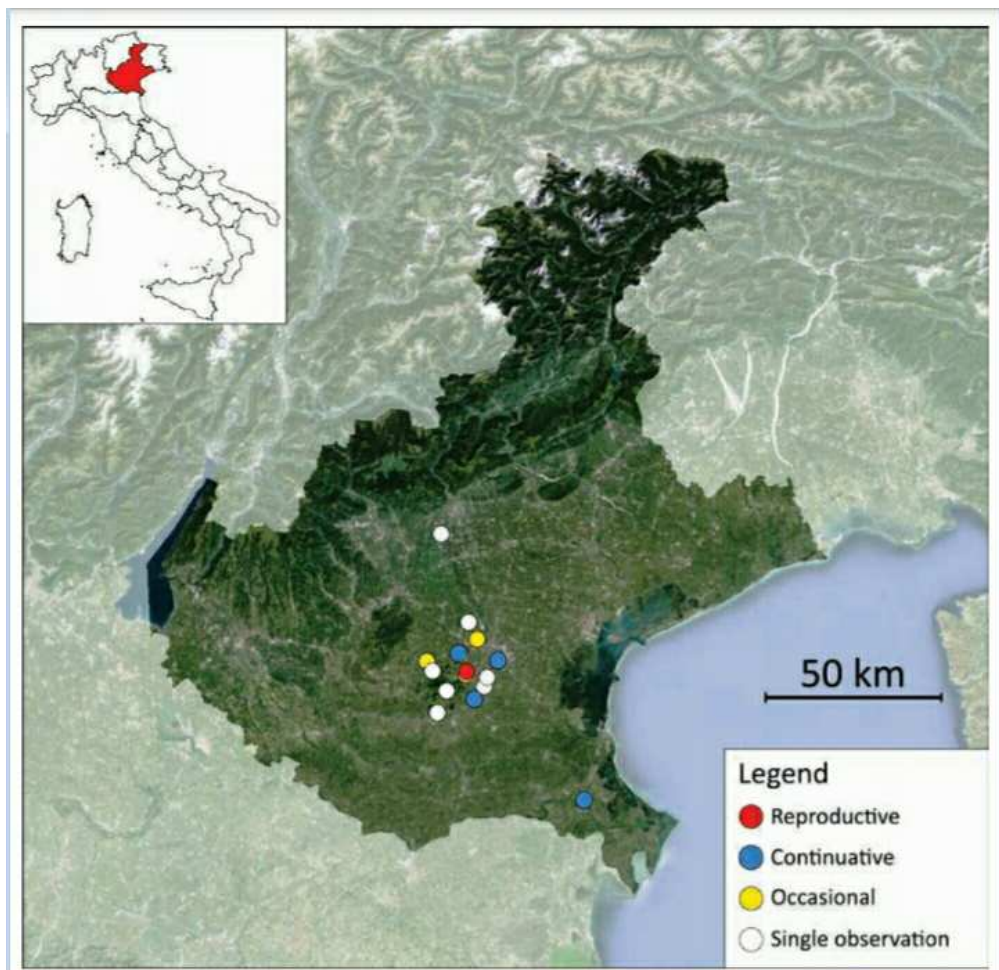 50 km
Legend
Reproductive
Continuative
Occasional
Single observation